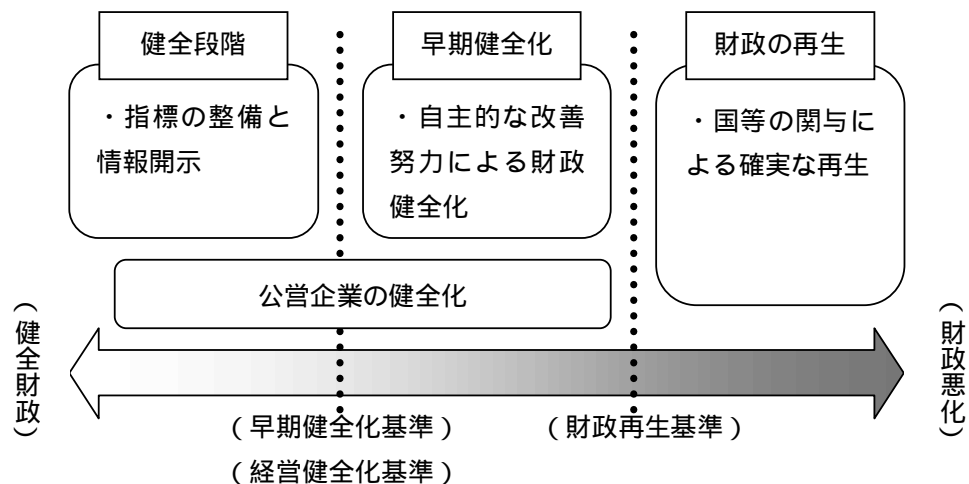 健全段階
・指標の整備と
情報開示
早期健全化
・自主的な改善
努力による財政
健全化
財政の再生
・国等の関与に
よる確実な再生
公営企業の健全化
（健全財政）
（財政悪化）
（早期健全化基準）
（経営健全化基準）
（財政再生基準）